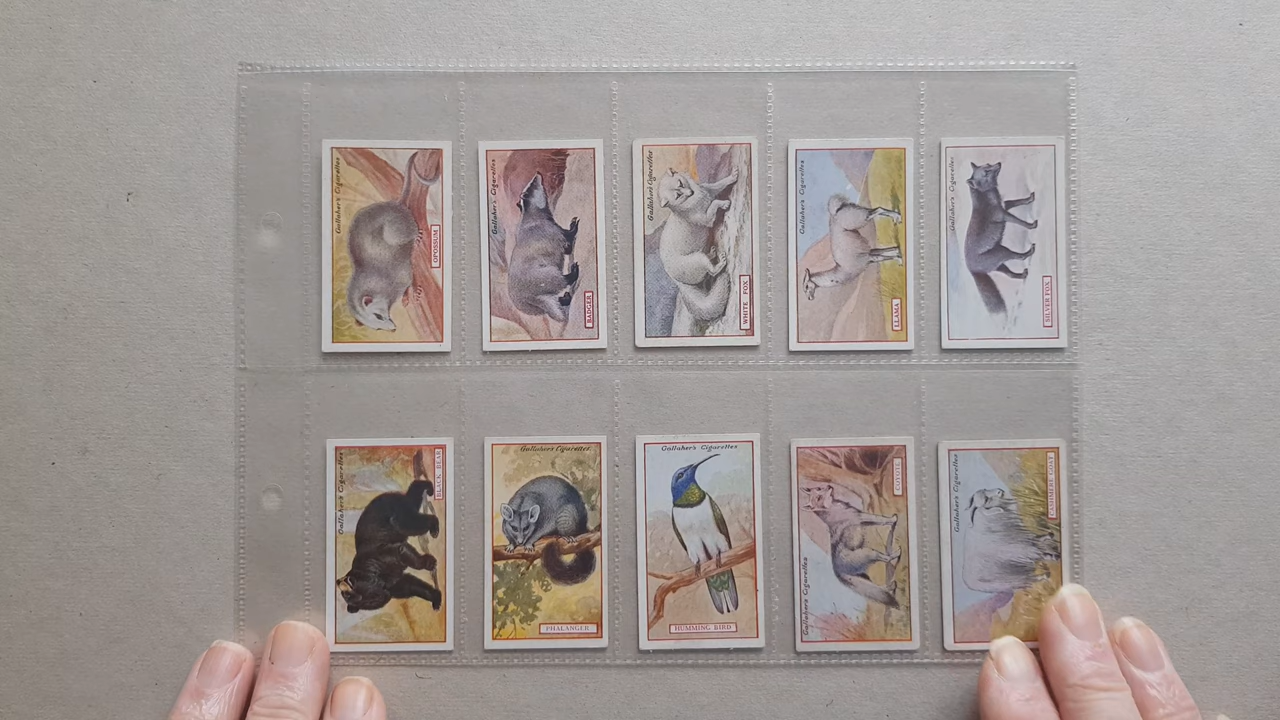 Gallaher's Cigarettes
OPOSSUM
Gallaher's Cigarettes
BADGER
Gallaher's Cigarettes
WHITE FOX
Gallaher's Cigarettes
LLAMA
Gallaher's Cigarettes
SILVER FOX
Gallaher's Cigarettes
BLACK BEAR
Gallaher's Cigarettes.
PHALANGER
Gallaher's Cigarettes
HUMMING BIRD
Gallaher's Cigarettes
COYOTE
Gallaher's Cigarettes
CASHMERE GOAT